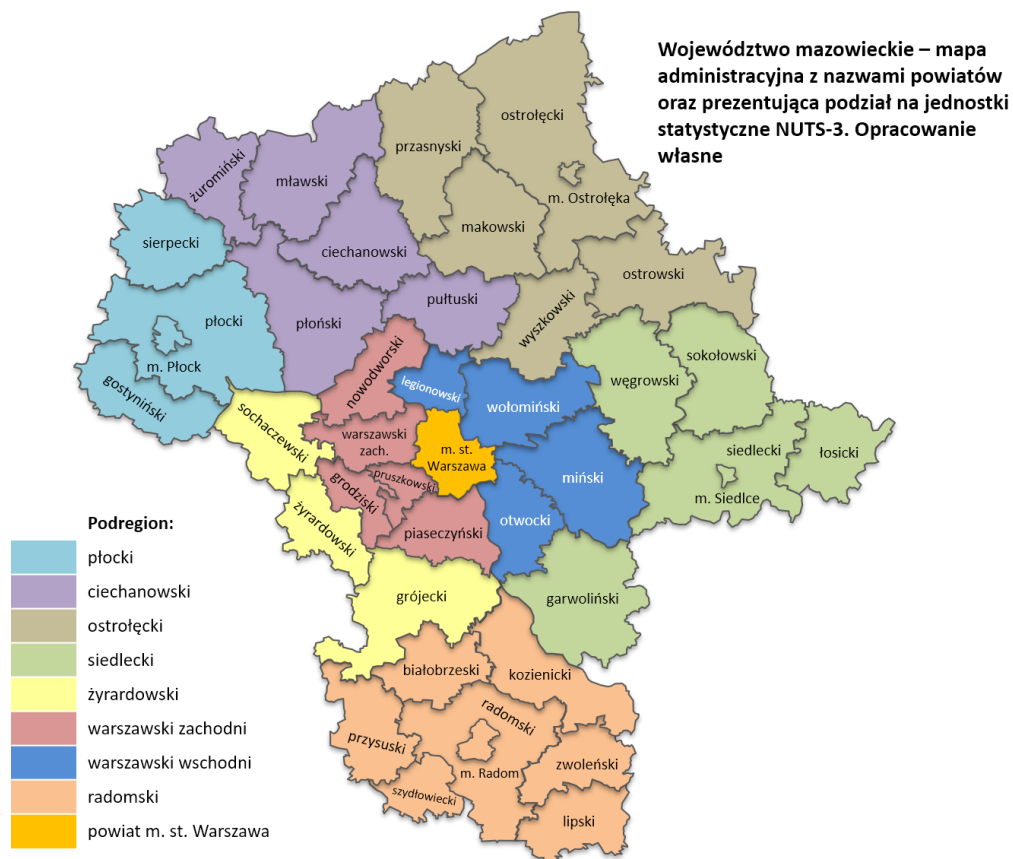 Województwo mazowieckie – mapa
administracyjna z nazwami powiatów
oraz prezentująca podział na jednostki
statystyczne NUTS-3. Opracowanie
własne
ostrołęcki
przasnyski
żuromiński
mławski
m. Ostrołęka
makowski
sierpecki
ciechanowski
ostrowski
pułtuski
wyszkowski
płocki
płoński
m. Płock
nowodworski
sokołowski
węgrowski
legionowski
gostyniński
wołomiński
sochaczewski
warszawski
zach.
m. st.
Warszawa
siedlecki
łosicki
pruszkowski
grodziski
miński
m. Siedlce
żyrardowski
otwocki
piaseczyński
grójecki
garwoliński
białobrzeski
kozienicki
radomski
przysuski
m. Radom
zwoleński
szydłowiecki
lipski
Podregion:
płocki
ciechanowski
ostrołęcki
siedlecki
żyrardowski
warszawski zachodni
warszawski wschodni
radomski
powiat m. st. Warszawa